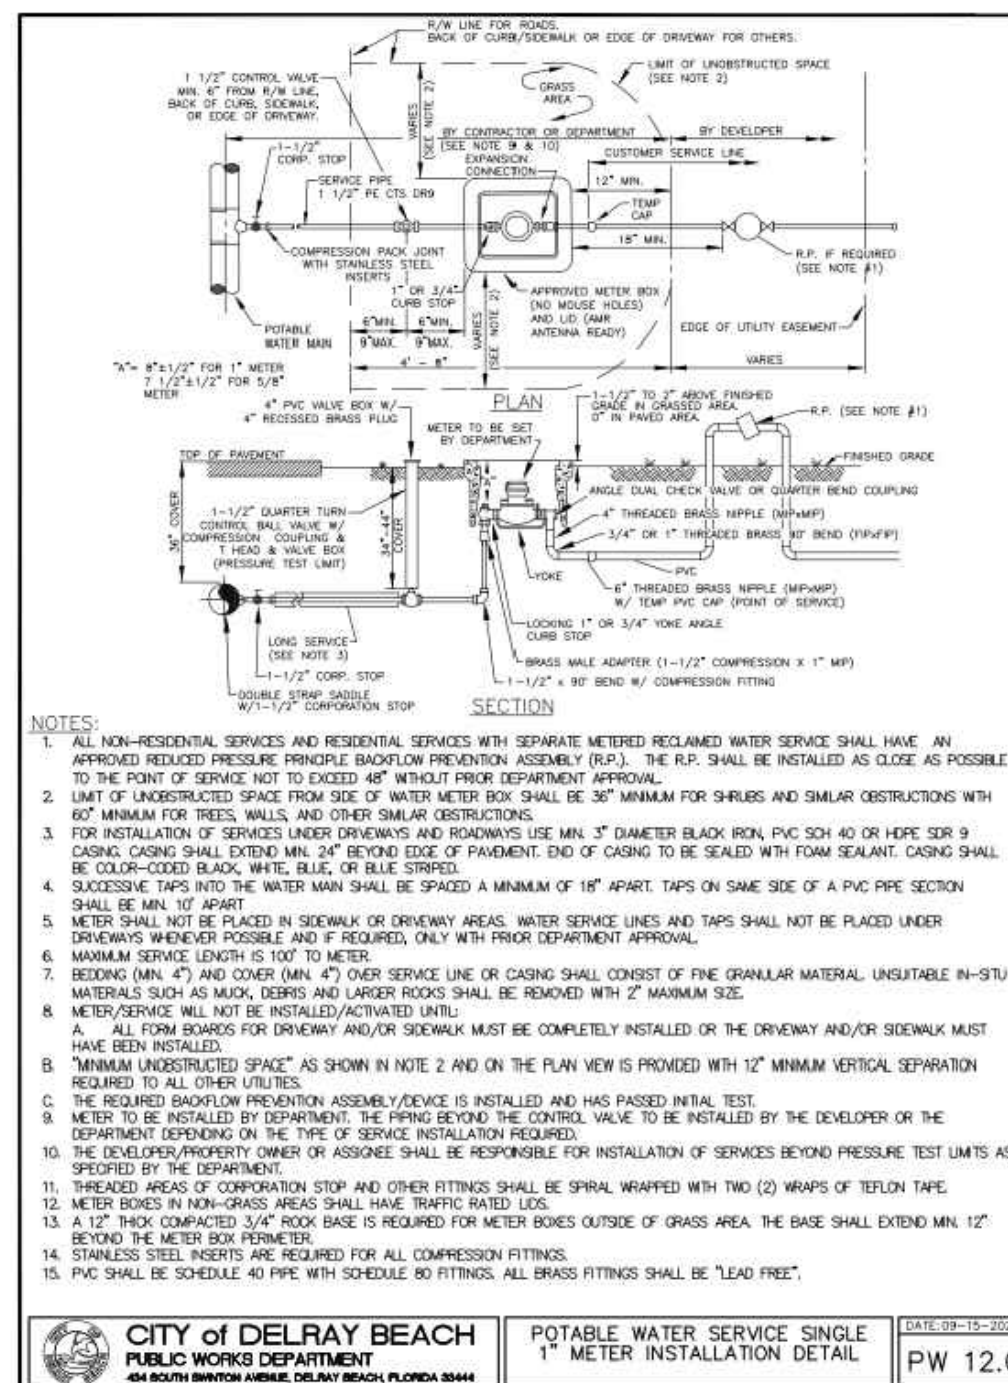 R/W LINE FOR ROADS.
BACK OF CURB/SIDEWALK OR EDGE OF DRIVEWAY FOR OTHERS.
1 1/2" CONTROL VALVE
MIN. 6" FROM R/W LINE,
BACK OF CURB, SIDEWALK,
OR EDGE OF DRIVEWAY.
LIMIT OF UNOBSTRUCTED SPACE
(SEE NOTE 2)
GRASS
AREA
VARIES
(SEE NOTE 2)
BY CONTRACTOR OR DEPARTMENT
(SEE NOTE 9 & 10)
BY DEVELOPER
1-1/2"
CORP. STOP
EXPANSION
CONNECTION
CUSTOMER SERVICE LINE
SERVICE PIPE
1 1/2" PE CTS DR9
12" MIN.
TEMP
CAP
18" MIN.
COMPRESSION PACK JOINT
WITH STAINLESS STEEL
INSERTS
R.P. IF REQUIRED
(SEE NOTE #1)
1" OR 3/4"
CURB STOP
APPROVED METER BOX
(NO MOUSE HOLES)
AND LID (AMR
ANTENNA READY)
POTABLE
WATER MAIN
6"MIN. 6"MIN.
9"MAX. 9"MAX.
VARIES
(SEE NOTE 2)
EDGE OF UTILITY EASEMENT
4' - 8"
VARIES
"A"= 8"±1/2" FOR 1" METER
7 1/2"±1/2" FOR 5/8"
METER
PLAN
4" PVC VALVE BOX W/
4" RECESSED BRASS PLUG
METER TO BE SET
BY DEPARTMENT
1-1/2" TO 2" ABOVE FINISHED
GRADE IN GRASSED AREA.
0" IN PAVED AREA.
R.P. (SEE NOTE #1)
TOP OF PAVEMENT
FINISHED GRADE
36" COVER
1-1/2" QUARTER TURN
CONTROL BALL VALVE W/
COMPRESSION COUPLING &
T HEAD & VALVE BOX
(PRESSURE TEST LIMIT)
34"-44"
COVER
ANGLE DUAL CHECK VALVE OR QUARTER BEND COUPLING
4" THREADED BRASS NIPPLE (MIPxMIP)
3/4" OR 1" THREADED BRASS 90° BEND (FIPxFIP)
PVC
YOKE
6" THREADED BRASS NIPPLE (MIPxMIP)
W/ TEMP PVC CAP (POINT OF SERVICE)
LOCKING 1" OR 3/4" YOKE ANGLE
CURB STOP
LONG SERVICE
(SEE NOTE 3)
BRASS MALE ADAPTER (1-1/2" COMPRESSION X 1" MIP)
1-1/2" CORP. STOP
1-1/2" x 90° BEND W/ COMPRESSION FITTING
DOUBLE STRAP SADDLE
W/1-1/2" CORPORATION STOP
SECTION
NOTES:
1. ALL NON-RESIDENTIAL SERVICES AND RESIDENTIAL SERVICES WITH SEPARATE METERED RECLAIMED WATER SERVICE SHALL HAVE AN
APPROVED REDUCED PRESSURE PRINCIPLE BACKFLOW PREVENTION ASSEMBLY (R.P.). THE R.P. SHALL BE INSTALLED AS CLOSE AS POSSIBLE
TO THE POINT OF SERVICE NOT TO EXCEED 48" WITHOUT PRIOR DEPARTMENT APPROVAL.
2. LIMIT OF UNOBSTRUCTED SPACE FROM SIDE OF WATER METER BOX SHALL BE 36" MINIMUM FOR SHRUBS AND SIMILAR OBSTRUCTIONS WITH
60" MINIMUM FOR TREES, WALLS, AND OTHER SIMILAR OBSTRUCTIONS.
3. FOR INSTALLATION OF SERVICES UNDER DRIVEWAYS AND ROADWAYS USE MIN. 3" DIAMETER BLACK IRON, PVC SCH 40 OR HDPE SDR 9
CASING. CASING SHALL EXTEND MIN. 24" BEYOND EDGE OF PAVEMENT. END OF CASING TO BE SEALED WITH FOAM SEALANT. CASING SHALL
BE COLOR-CODED BLACK, WHITE, BLUE, OR BLUE STRIPED.
4. SUCCESSIVE TAPS INTO THE WATER MAIN SHALL BE SPACED A MINIMUM OF 18" APART. TAPS ON SAME SIDE OF A PVC PIPE SECTION
SHALL BE MIN. 10' APART
5. METER SHALL NOT BE PLACED IN SIDEWALK OR DRIVEWAY AREAS. WATER SERVICE LINES AND TAPS SHALL NOT BE PLACED UNDER
DRIVEWAYS WHENEVER POSSIBLE AND IF REQUIRED, ONLY WITH PRIOR DEPARTMENT APPROVAL.
6. MAXIMUM SERVICE LENGTH IS 100' TO METER.
7. BEDDING (MIN. 4") AND COVER (MIN. 4") OVER SERVICE LINE OR CASING SHALL CONSIST OF FINE GRANULAR MATERIAL. UNSUITABLE IN-SITU
MATERIALS SUCH AS MUCK, DEBRIS AND LARGER ROCKS SHALL BE REMOVED WITH 2" MAXIMUM SIZE.
8. METER/SERVICE WILL NOT BE INSTALLED/ACTIVATED UNTIL:
A. ALL FORM BOARDS FOR DRIVEWAY AND/OR SIDEWALK MUST BE COMPLETELY INSTALLED OR THE DRIVEWAY AND/OR SIDEWALK MUST
HAVE BEEN INSTALLED.
B. "MINIMUM UNOBSTRUCTED SPACE" AS SHOWN IN NOTE 2 AND ON THE PLAN VIEW IS PROVIDED WITH 12" MINIMUM VERTICAL SEPARATION
REQUIRED TO ALL OTHER UTILITIES.
C. THE REQUIRED BACKFLOW PREVENTION ASSEMBLY/DEVICE IS INSTALLED AND HAS PASSED INITIAL TEST.
9. METER TO BE INSTALLED BY DEPARTMENT. THE PIPING BEYOND THE CONTROL VALVE TO BE INSTALLED BY THE DEVELOPER OR THE
DEPARTMENT DEPENDING ON THE TYPE OF SERVICE INSTALLATION REQUIRED.
10. THE DEVELOPER/PROPERTY OWNER OR ASSIGNEE SHALL BE RESPONSIBLE FOR INSTALLATION OF SERVICES BEYOND PRESSURE TEST LIMITS AS
SPECIFIED BY THE DEPARTMENT.
11. THREADED AREAS OF CORPORATION STOP AND OTHER FITTINGS SHALL BE SPIRAL WRAPPED WITH TWO (2) WRAPS OF TEFLON TAPE.
12. METER BOXES IN NON-GRASS AREAS SHALL HAVE TRAFFIC RATED LIDS.
13. A 12" THICK COMPACTED 3/4" ROCK BASE IS REQUIRED FOR METER BOXES OUTSIDE OF GRASS AREA. THE BASE SHALL EXTEND MIN. 12"
BEYOND THE METER BOX PERIMETER.
14. STAINLESS STEEL INSERTS ARE REQUIRED FOR ALL COMPRESSION FITTINGS.
15. PVC SHALL BE SCHEDULE 40 PIPE WITH SCHEDULE 80 FITTINGS. ALL BRASS FITTINGS SHALL BE "LEAD FREE".
CITY of DELRAY BEACH
PUBLIC WORKS DEPARTMENT
434 SOUTH SWINTON AVENUE, DELRAY BEACH, FLORIDA 33444
POTABLE WATER SERVICE SINGLE
1" METER INSTALLATION DETAIL
DATE:09-15-202
PW 12.